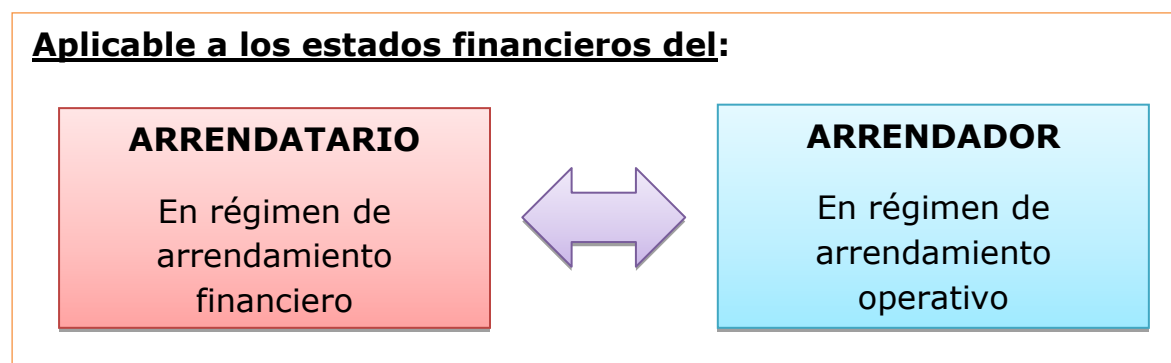 Aplicable a los estados financieros del:
ARRENDATARIO
En régimen de
arrendamiento
financiero
ARRENDADOR
En régimen de
arrendamiento
operativo